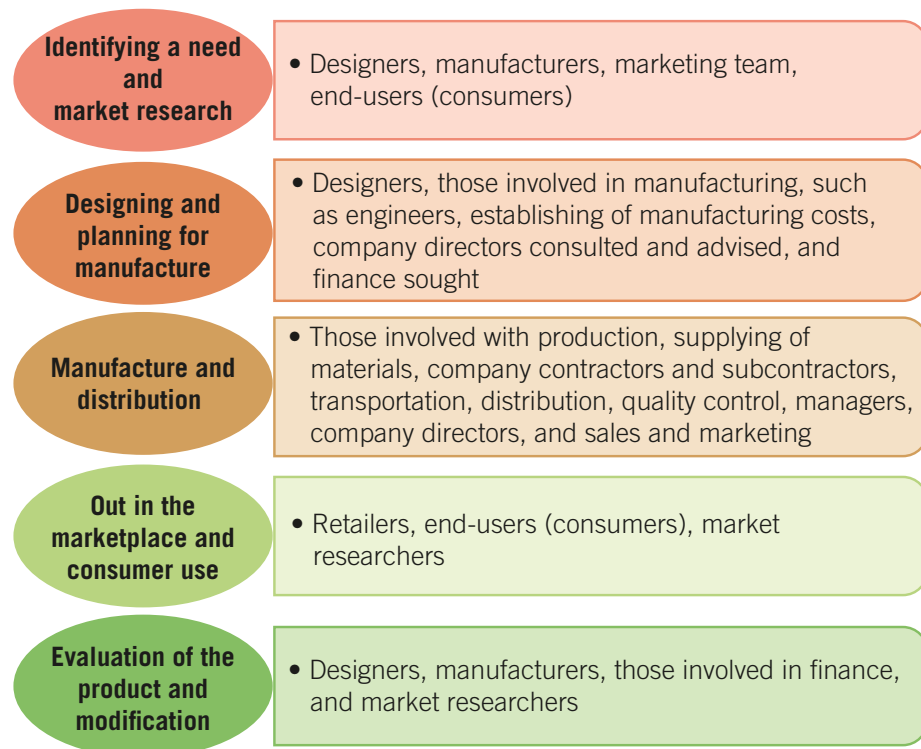 Identifying a need
and
market research
• Designers, manufacturers, marketing team,
end-users (consumers)
Designing and
planning for
manufacture
• Designers, those involved in manufacturing, such
as engineers, establishing of manufacturing costs,
company directors consulted and advised, and
finance sought
Manufacture and
distribution
• Those involved with production, supplying of
materials, company contractors and subcontractors,
transportation, distribution, quality control, managers,
company directors, and sales and marketing
Out in the
marketplace and
consumer use
• Retailers, end-users (consumers), market
researchers
Evaluation of the
product and
modification
• Designers, manufacturers, those involved in finance,
and market researchers